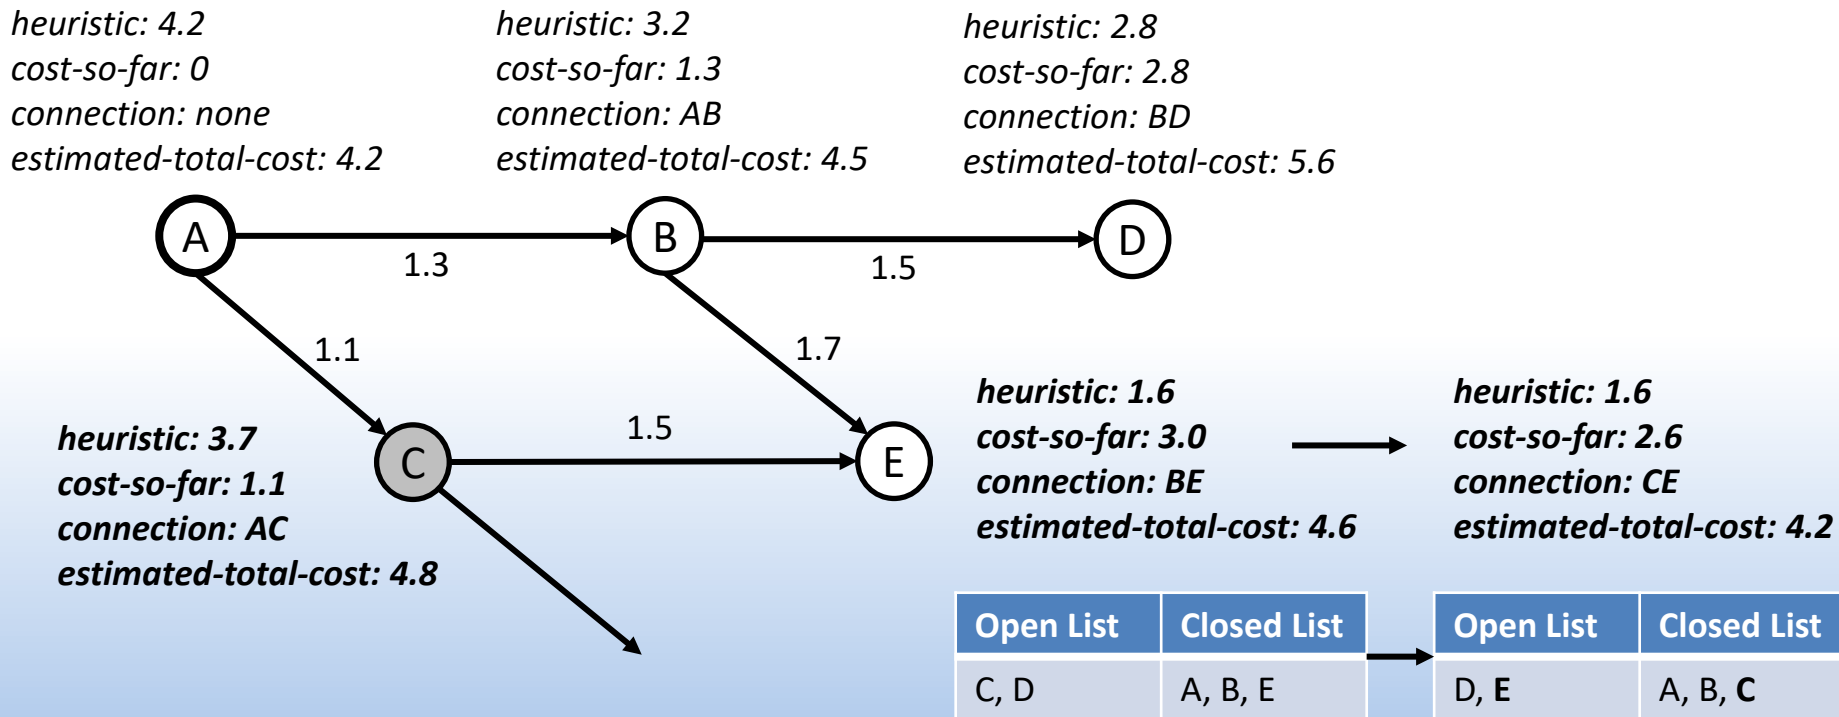 heuristic: 4.2
cost-so-far: 0
connection: none
estimated-total-cost: 4.2
heuristic: 3.2
cost-so-far: 1.3
connection: AB
estimated-total-cost: 4.5
heuristic: 2.8
cost-so-far: 2.8
connection: BD
estimated-total-cost: 5.6
A
1.3
B
1.5
D
1.1
1.7
heuristic: 3.7
cost-so-far: 1.1
connection: AC
estimated-total-cost: 4.8
C
1.5
E
heuristic: 1.6
cost-so-far: 3.0
connection: BE
estimated-total-cost: 4.6
heuristic: 1.6
cost-so-far: 2.6
connection: CE
estimated-total-cost: 4.2
Open List Closed List
C, D A, B, E
Open List Closed List
D, E A, B, C